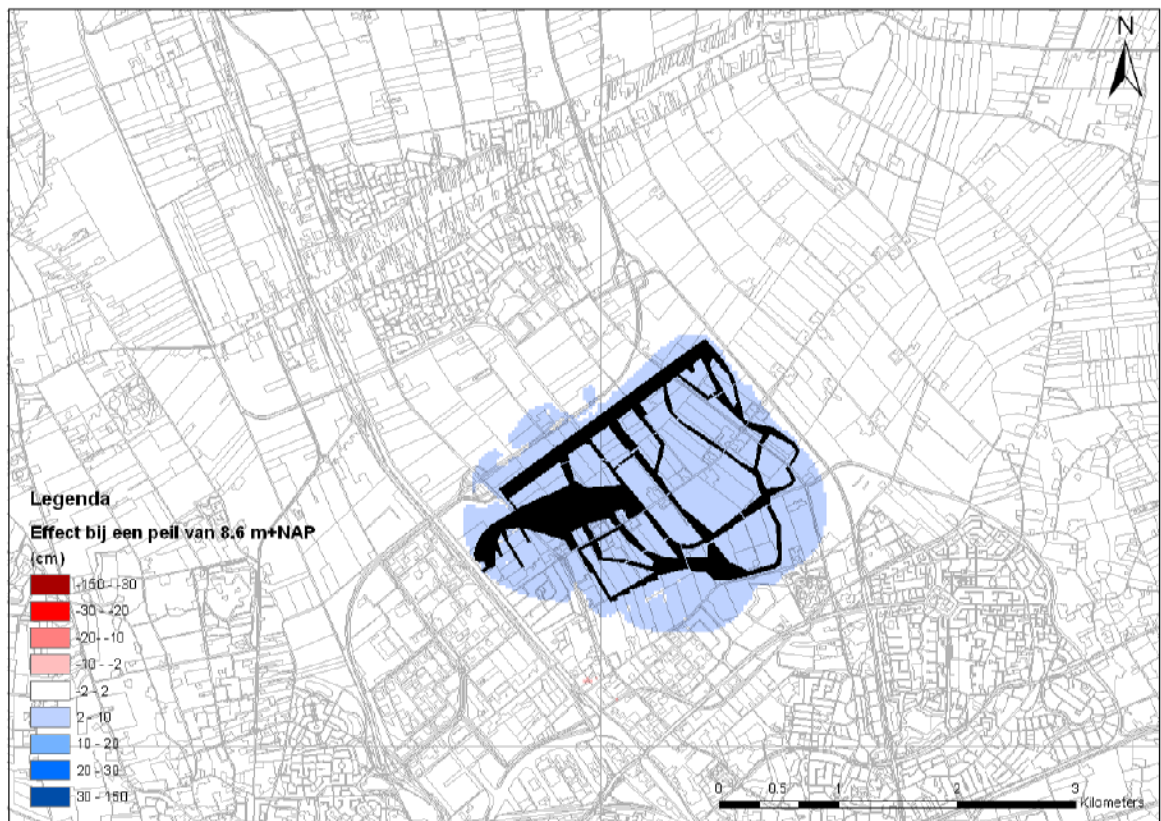 N
Legenda
Effect bij een peil van 8.6 m+NAP
(cm)
-150 - -30
-30 - -20
-20 - -10
-10 - -2
-2 - 2
2 - 10
10 - 20
20 - 30
30 - 150
0 0.5 1 2 3
Kilometers